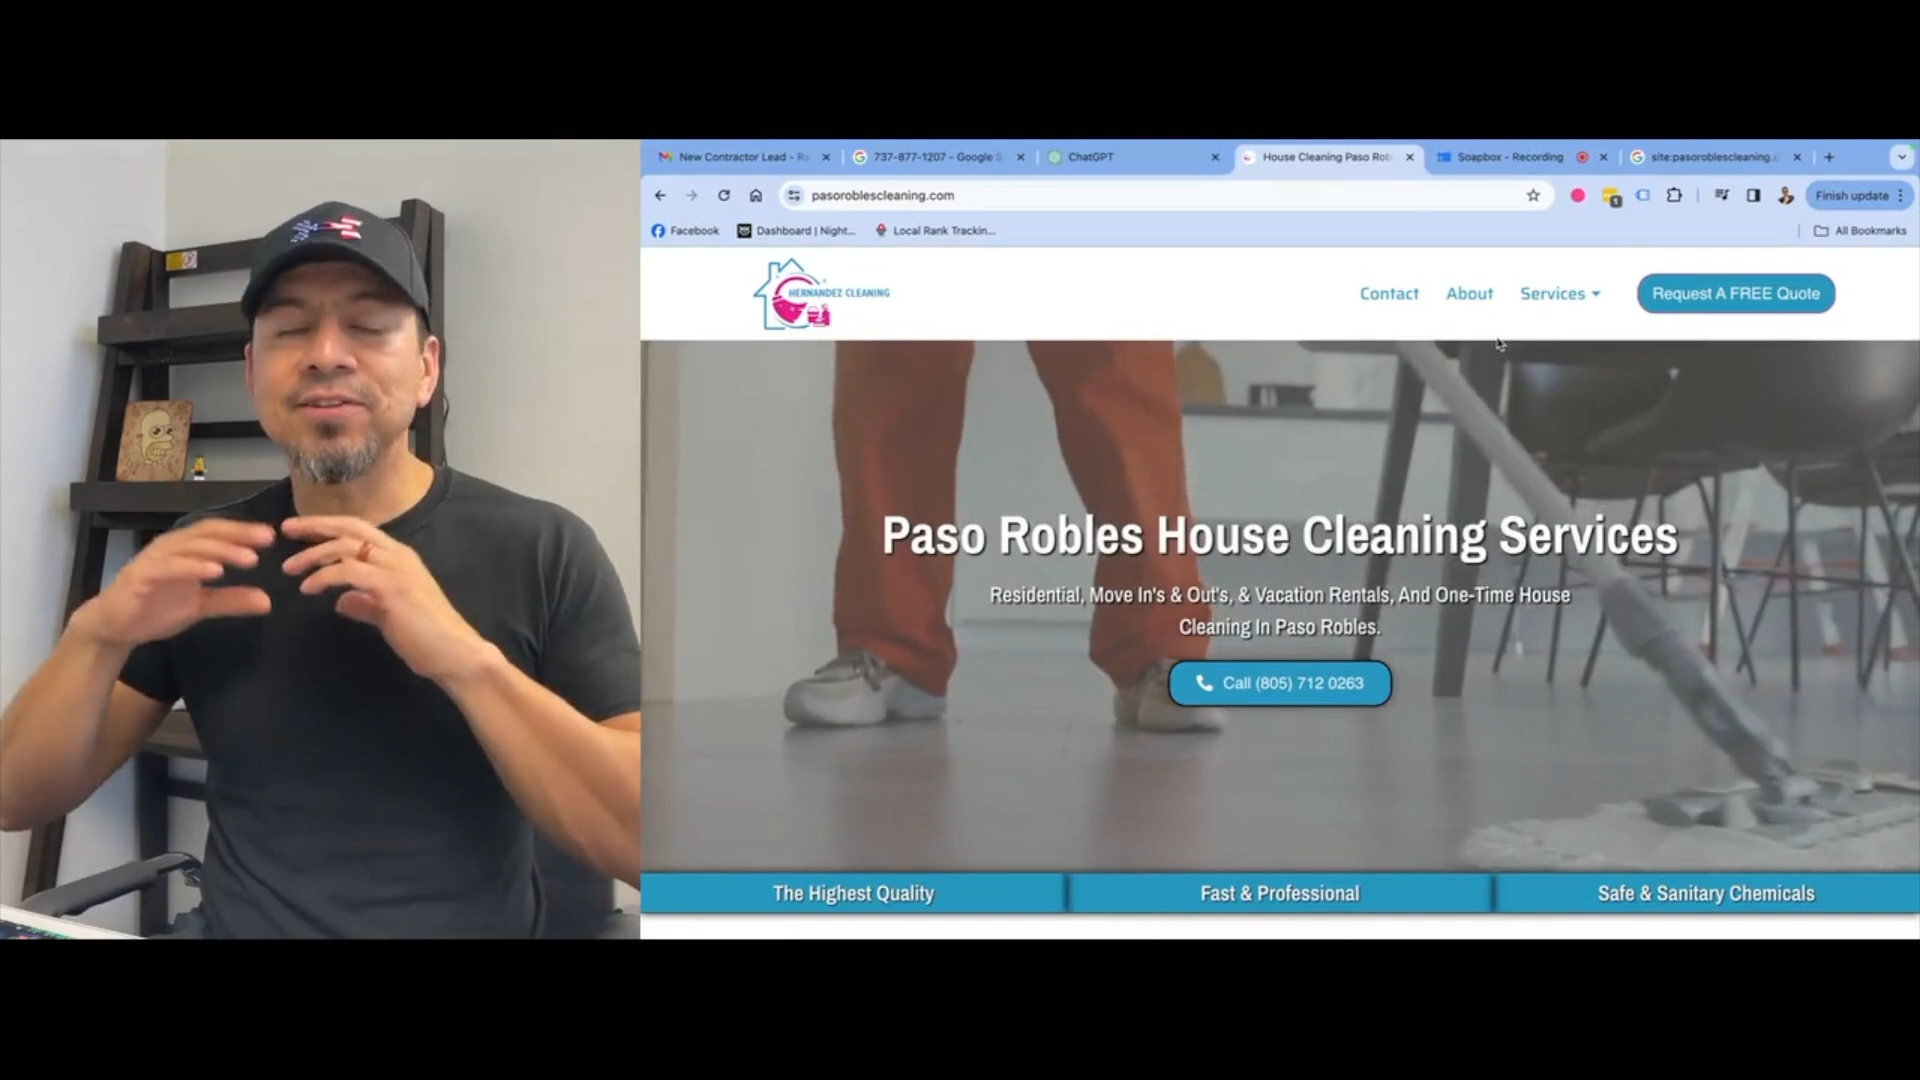 New Contractor Lead - Ra
737-877-1207 - Google S
ChatGPT
House Cleaning Paso Rob
Soapbox - Recording
site:pasoroblescleaning.c
pasoroblescleaning.com
1
Finish update
Facebook
Dashboard | Night...
Local Rank Trackin...
All Bookmarks
HERNANDEZ CLEANING
Contact
About
Services
Request A FREE Quote
Paso Robles House Cleaning Services
Residential, Move In's & Out's, & Vacation Rentals, And One-Time House
Cleaning In Paso Robles.
Call (805) 712 0263
The Highest Quality
Fast & Professional
Safe & Sanitary Chemicals